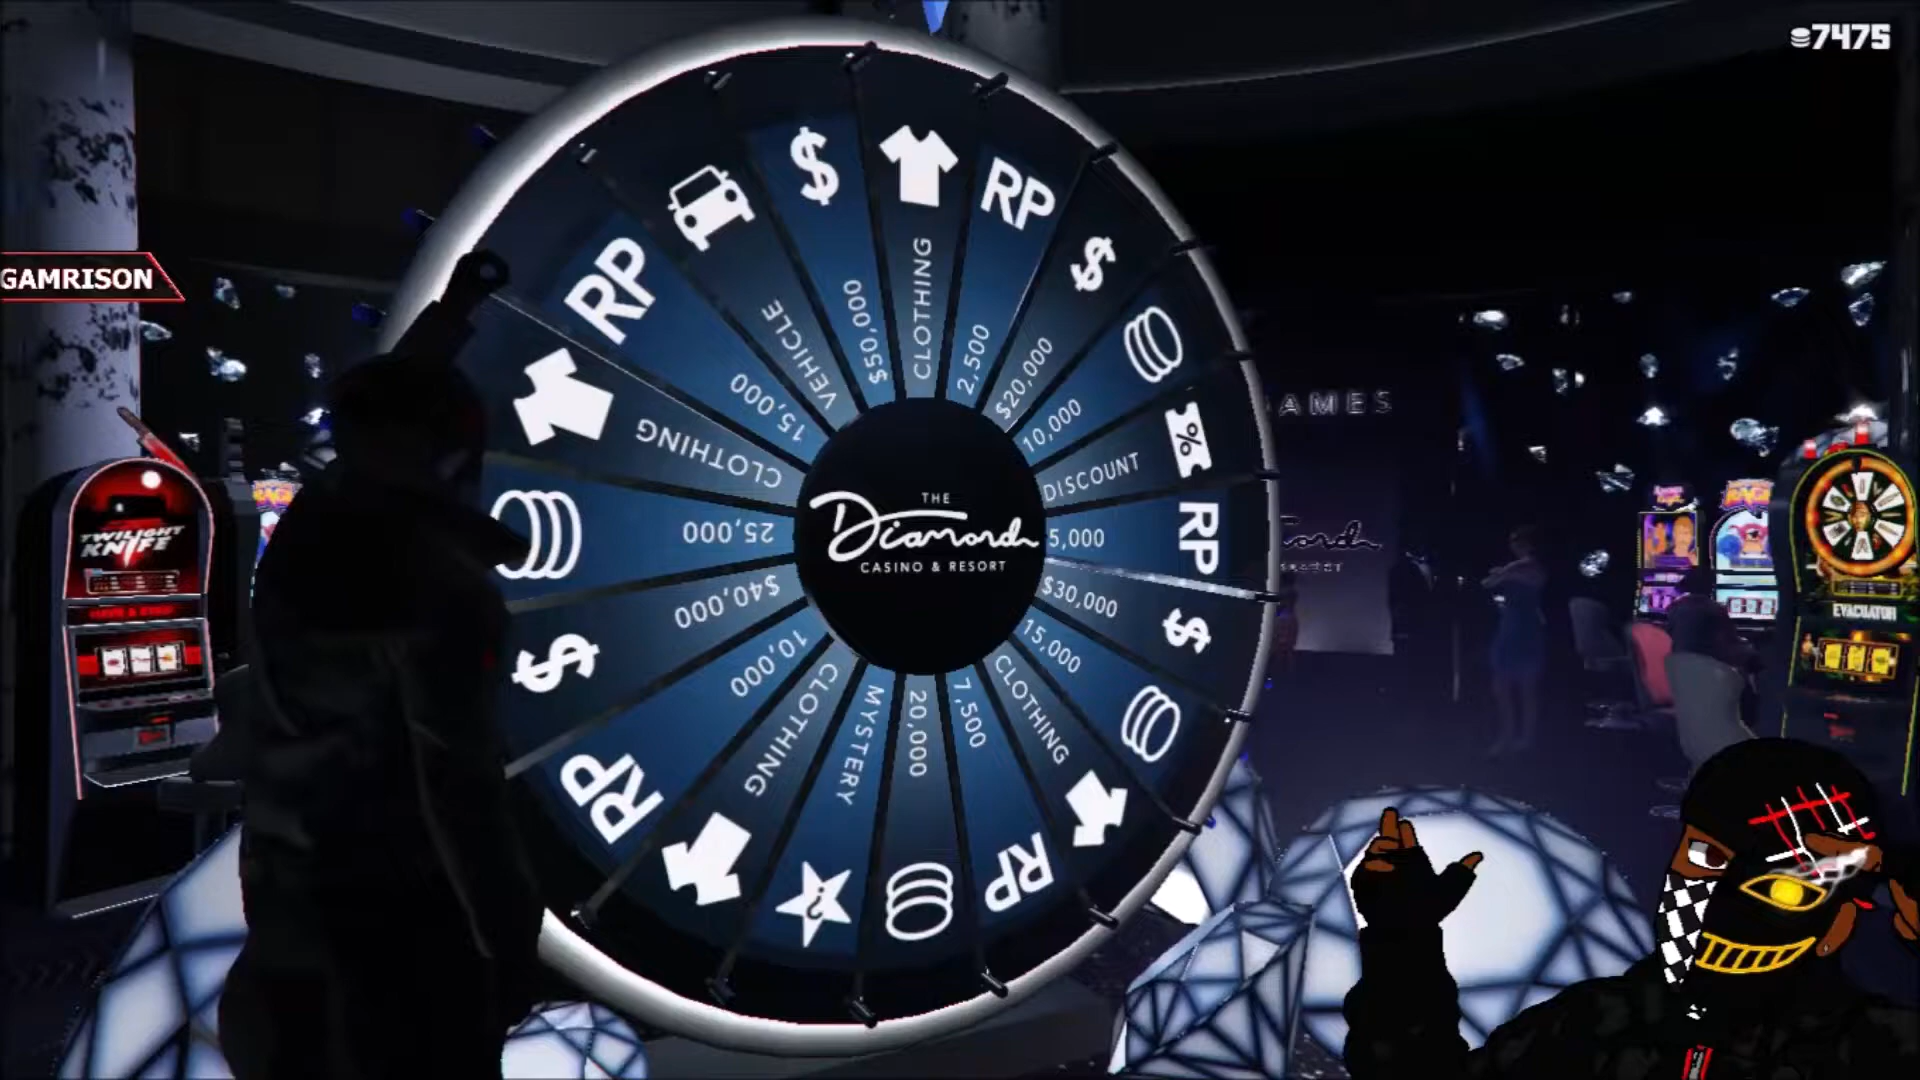 7475
GAMRISON
$
CLOTHING
RP
2,500
$
$20,000
10,000
%
DISCOUNT
RP
5,000
$
$30,000
15,000
CLOTHING
RP
7,500
20,000
?
MYSTERY
CLOTHING
RP
10,000
$
$40,000
25,000
CLOTHING
RP
15,000
VEHICLE
$50,000
THE
Diamond
CASINO & RESORT
GAMES
TWILIGHT
KNIFE
EVACUATOR